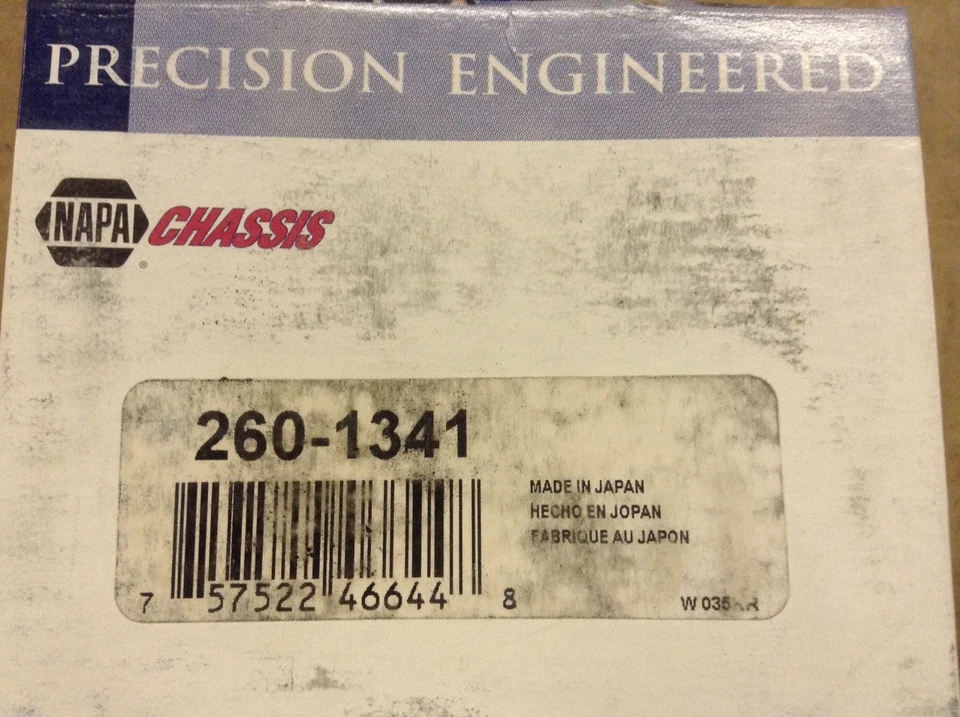 PRECISION ENGINEERED
NAPA CHASSIS
®
260-1341
MADE IN JAPAN
HECHO EN JOPAN
FABRIQUE AU JAPON
7 57522 46644 8
W